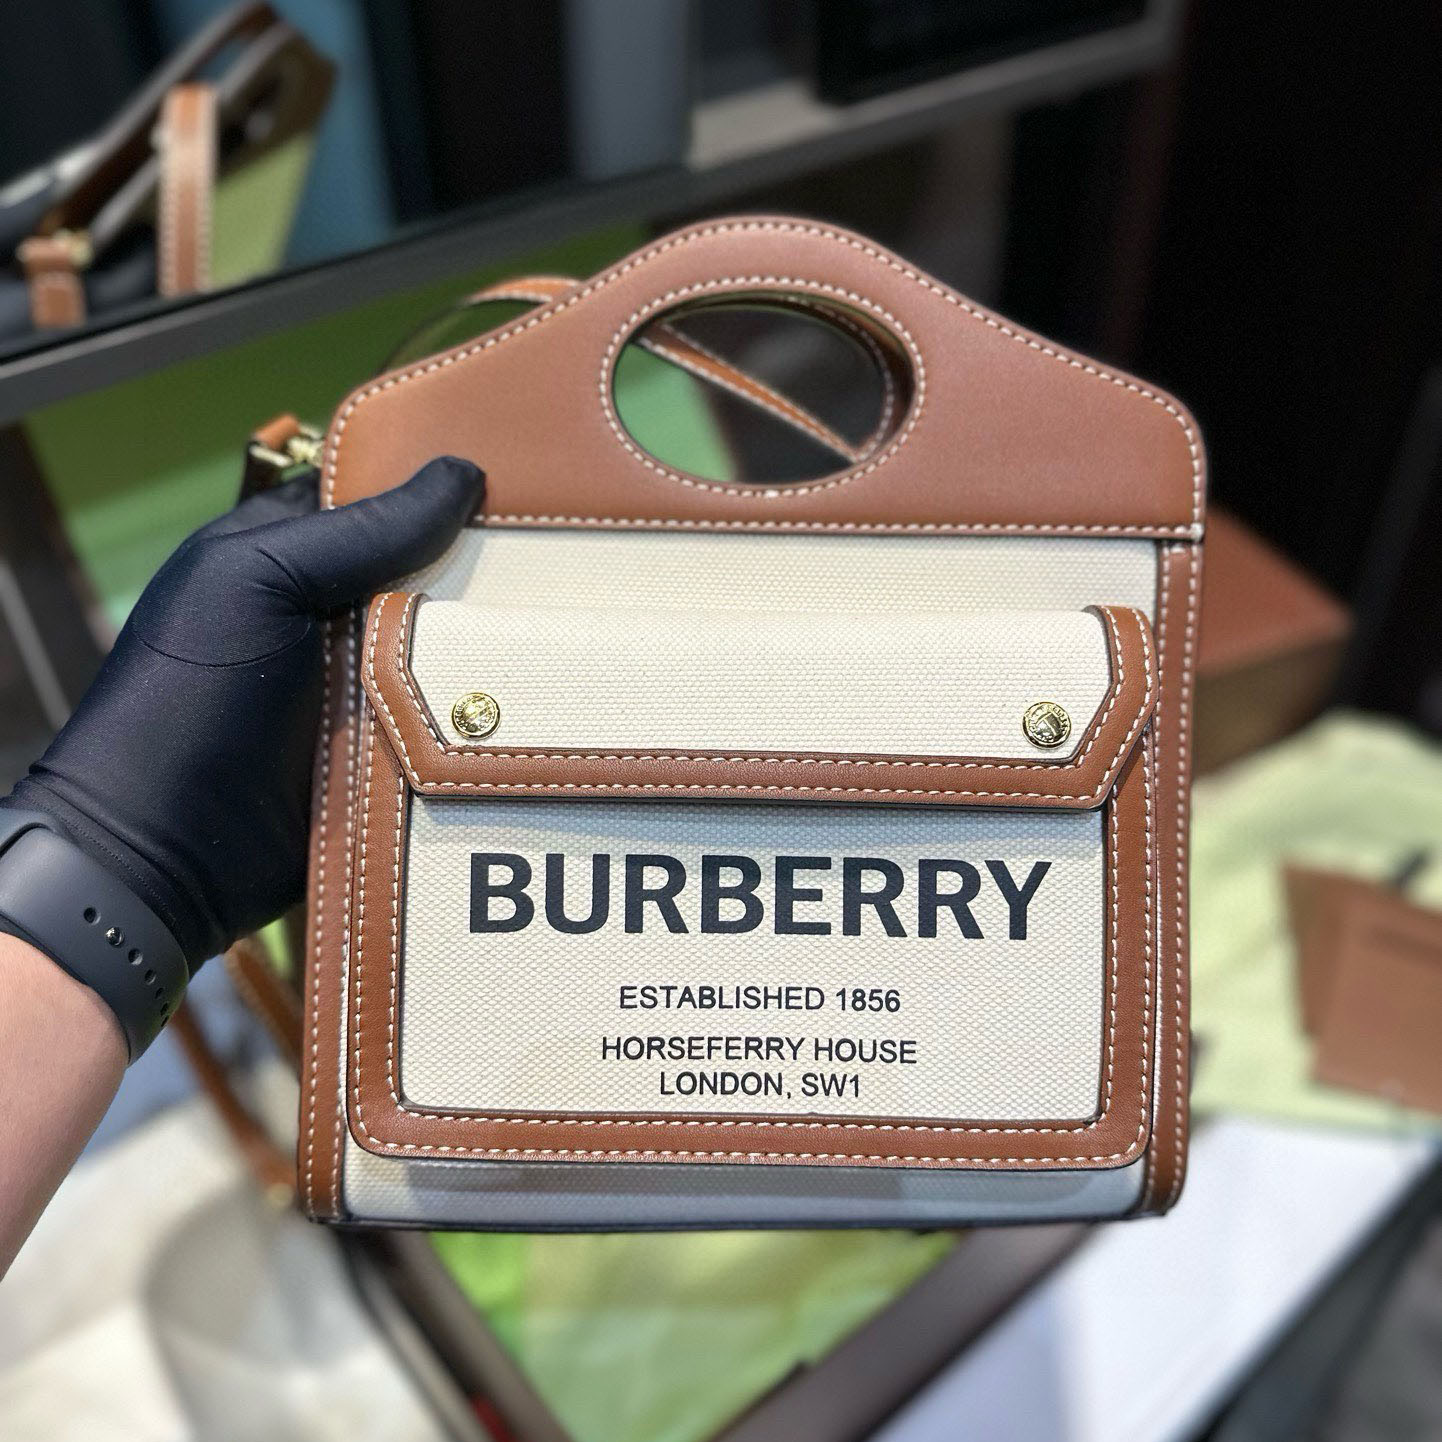 BURBERRY
ESTABLISHED 1856
HORSEFERRY HOUSE
LONDON, SW1